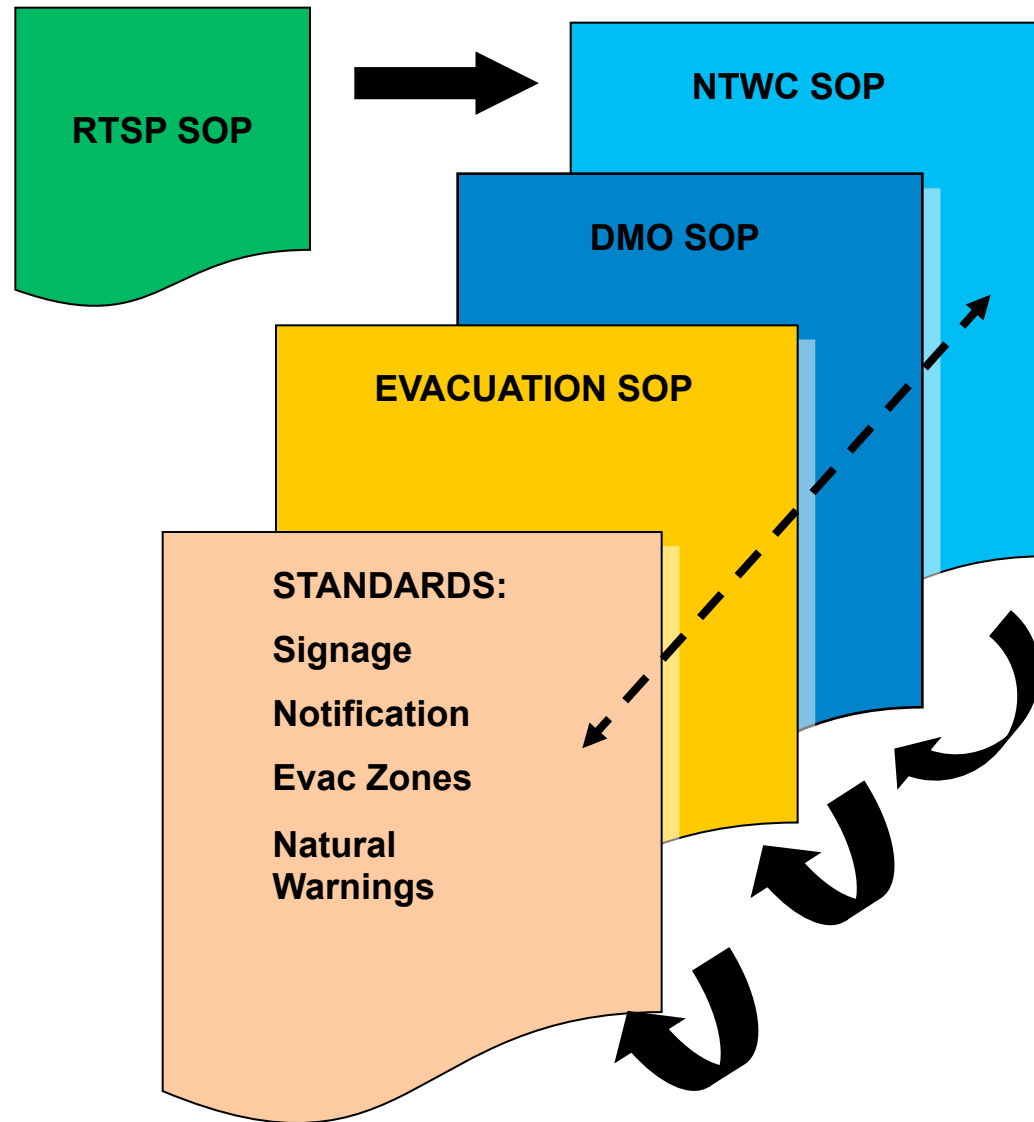 RTSP SOP
NTWC SOP
DMO SOP
EVACUATION SOP
STANDARDS:
Signage
Notification
Evac Zones
Natural
Warnings